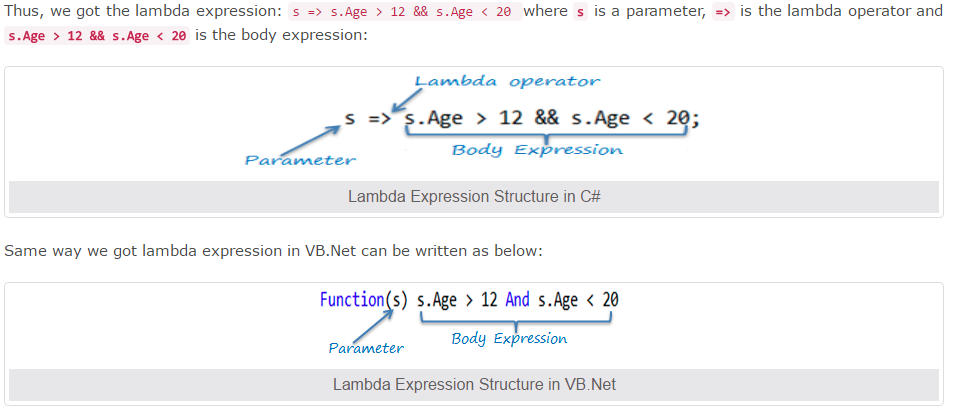 Thus, we got the lambda expression: s => s.Age > 12 && s.Age < 20 where s is a parameter, => is the lambda operator and
s.Age > 12 && s.Age < 20 is the body expression:
Lambda operator
s => s.Age > 12 && s.Age < 20;
Parameter
Body Expression
Lambda Expression Structure in C#
Same way we got lambda expression in VB.Net can be written as below:
Function(s) s.Age > 12 And s.Age < 20
Parameter
Body Expression
Lambda Expression Structure in VB.Net